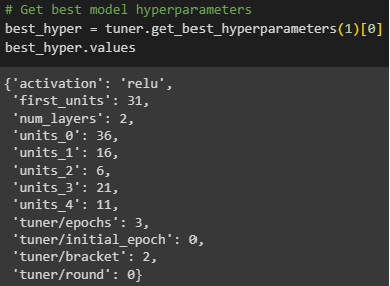 # Get best model hyperparameters
best_hyper = tuner.get_best_hyperparameters(1)[0]
best_hyper.values
{'activation': 'relu',
'first_units': 31,
'num_layers': 2,
'units_0': 36,
'units_1': 16,
'units_2': 6,
'units_3': 21,
'units_4': 11,
'tuner/epochs': 3,
'tuner/initial_epoch': 0,
'tuner/bracket': 2,
'tuner/round': 0}